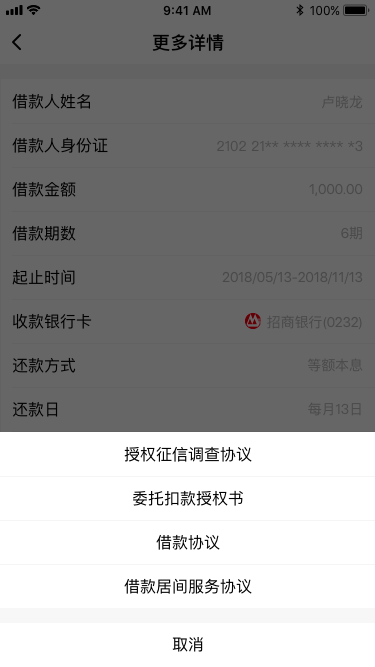 9:41 AM 100%
更多详情
借款人姓名 卢晓龙
借款人身份证 2102 21** **** **** *3
借款金额 1,000.00
借款期数 6期
起止时间 2018/05/13-2018/11/13
收款银行卡 招商银行(0232)
还款方式 等额本息
还款日 每月13日
授权征信调查协议
委托扣款授权书
借款协议
借款居间服务协议
取消